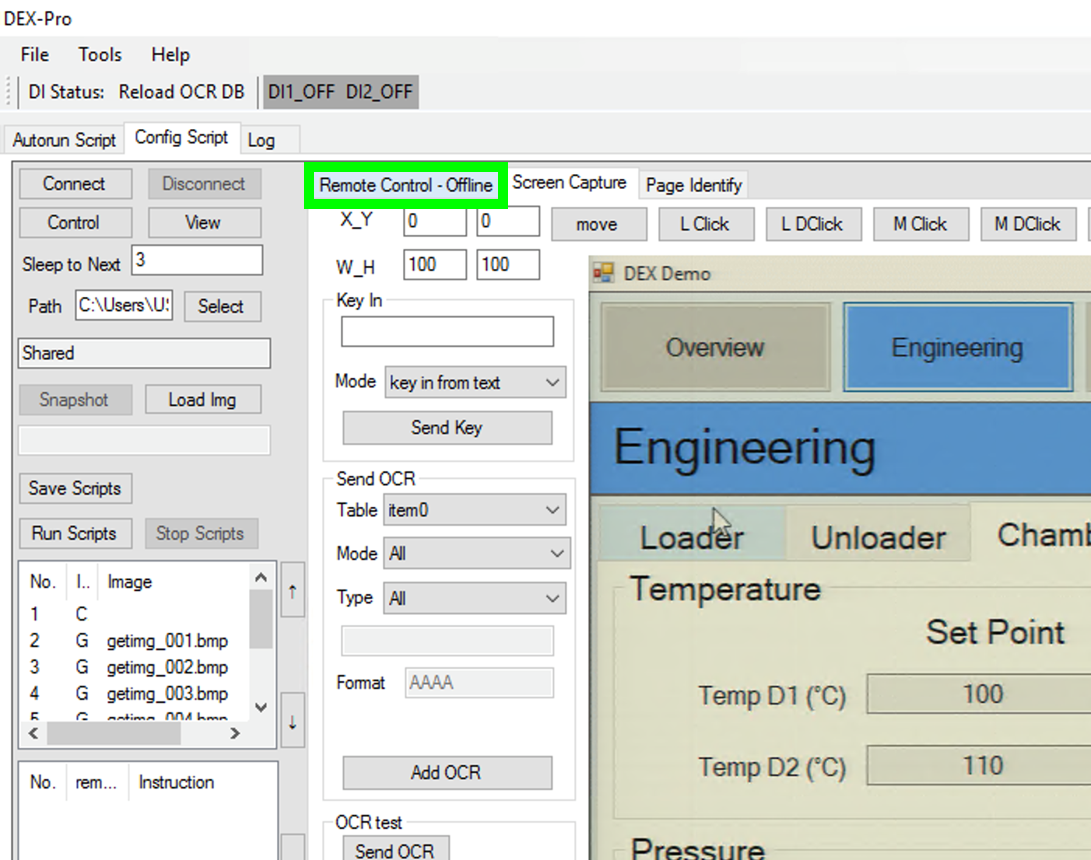 DEX-Pro
File Tools Help
DI Status: Reload OCR DB DI1_OFF DI2_OFF
Autorun Script Config Script Log
Connect Disconnect
Control View
Sleep to Next 3
Path C:\Users\U: Select
Shared
Snapshot Load Img
Save Scripts
Run Scripts Stop Scripts
No. I.. Image
1 C
2 G getimg_001.bmp
3 G getimg_002.bmp
4 G getimg_003.bmp
5 G getimg_004.bmp
No. rem... Instruction
Remote Control - Offline Screen Capture Page Identify
X_Y 0 0 move L Click L DClick M Click M DClick
W_H 100 100
Key In
Mode key in from text
Send Key
Send OCR
Table item0
Mode All
Type All
Format AAAA
Add OCR
OCR test
Send OCR
DEX Demo
Overview Engineering
Engineering
Loader Unloader Chamb
Temperature
Set Point
Temp D1 (°C) 100
Temp D2 (°C) 110
Pressure